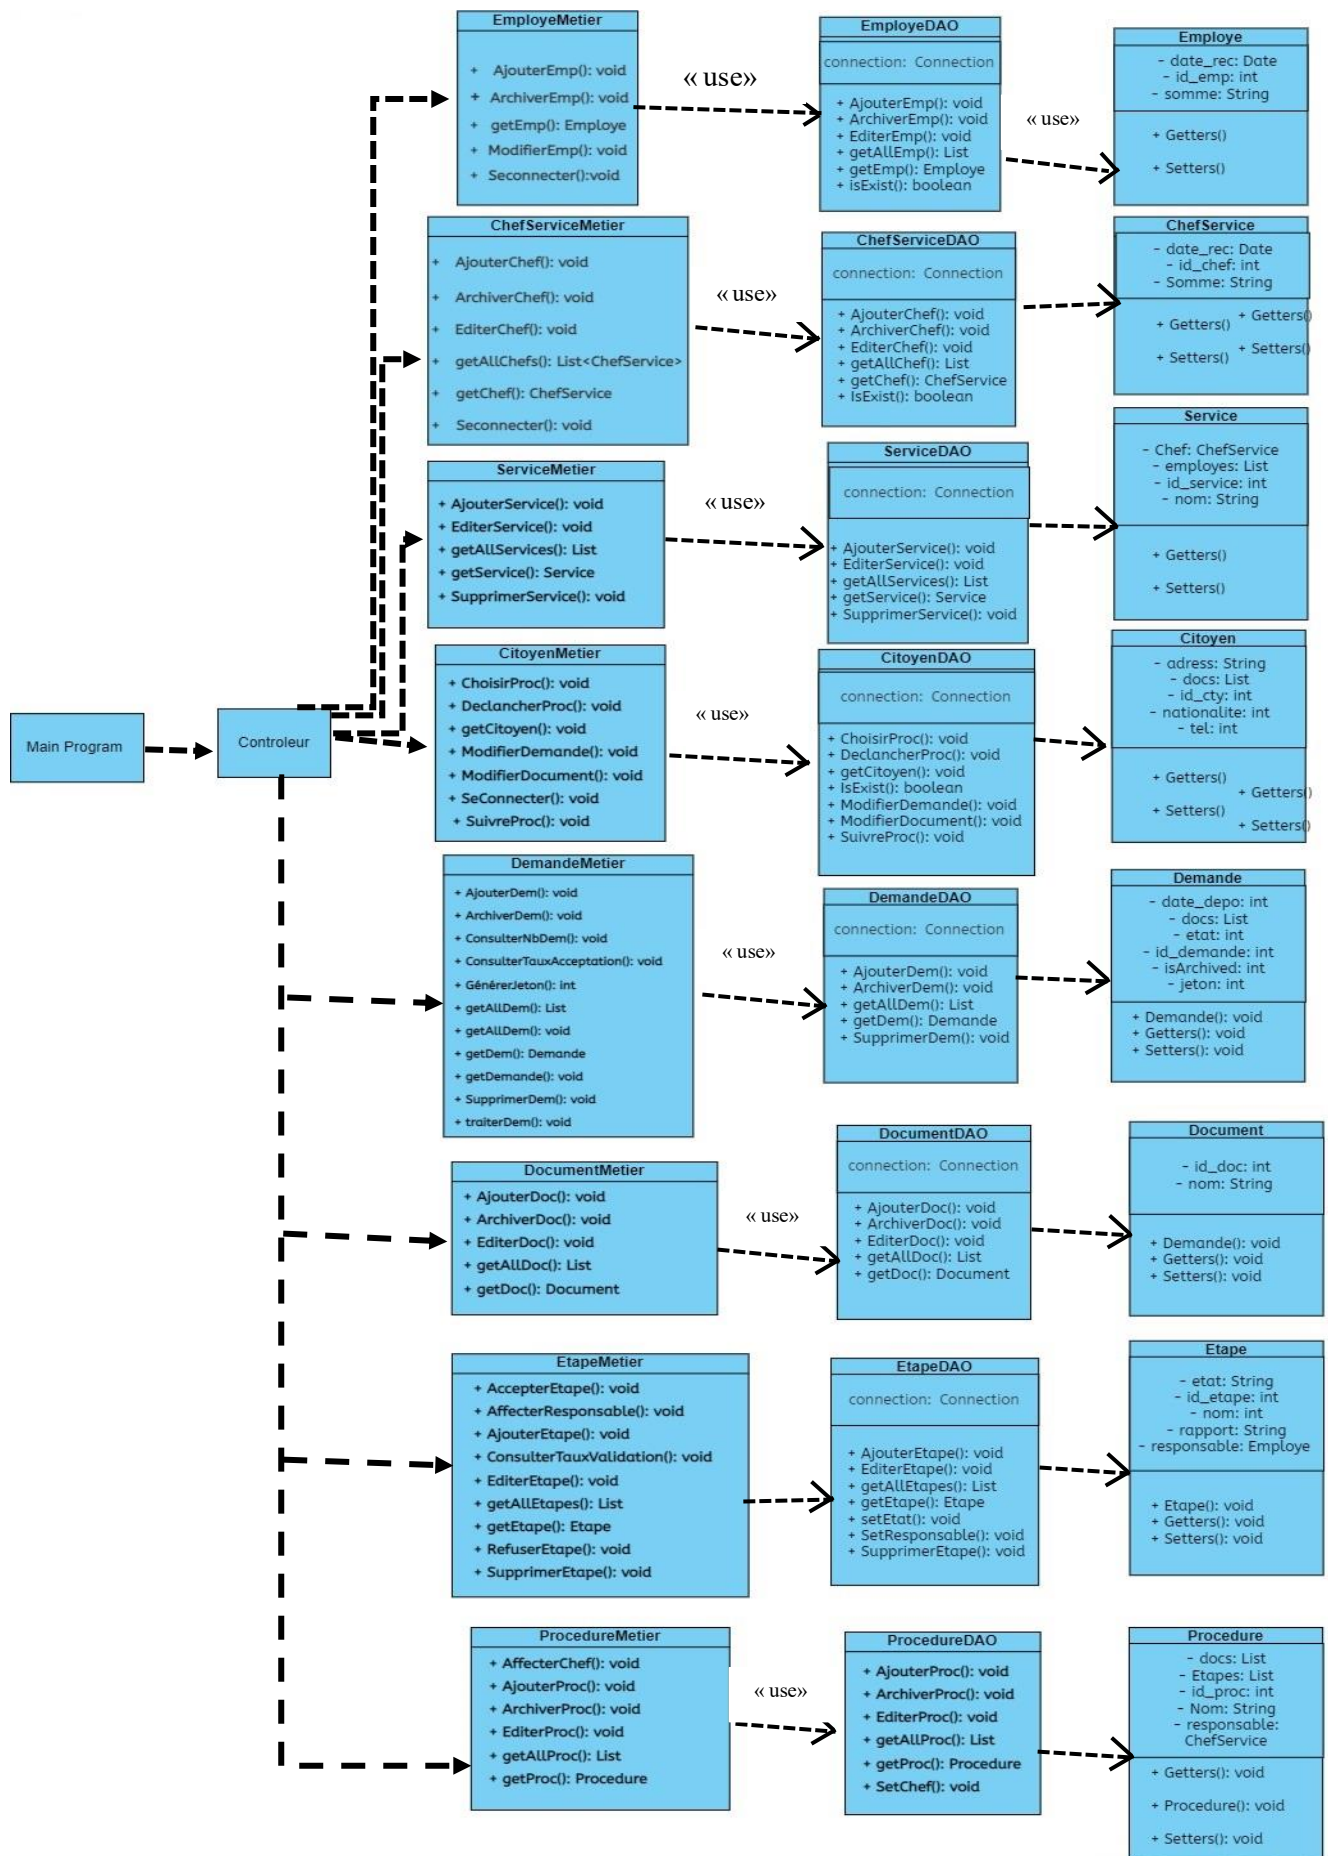 Main Program
Controleur
EmployeMetier
+ AjouterEmp(): void
+ ArchiverEmp(): void
+ getEmp(): Employe
+ ModifierEmp(): void
+ Seconnecter():void
« use»
EmployeDAO
connection: Connection
+ AjouterEmp(): void
+ ArchiverEmp(): void
+ EditerEmp(): void
+ getAllEmp(): List
+ getEmp(): Employe
+ isExist(): boolean
« use»
Employe
- date_rec: Date
- id_emp: int
- somme: String
+ Getters()
+ Setters()
ChefServiceMetier
+ AjouterChef(): void
+ ArchiverChef(): void
+ EditerChef(): void
+ getAllChefs(): List<ChefService>
+ getChef(): ChefService
+ Seconnecter(): void
« use»
ChefServiceDAO
connection: Connection
+ AjouterChef(): void
+ ArchiverChef(): void
+ EditerChef(): void
+ getAllChef(): List
+ getChef(): ChefService
+ IsExist(): boolean
ChefService
- date_rec: Date
- id_chef: int
- Somme: String
+ Getters()
+ Getters()
+ Setters()
+ Setters()
ServiceMetier
+ AjouterService(): void
+ EditerService(): void
+ getAllServices(): List
+ getService(): Service
+ SupprimerService(): void
« use»
ServiceDAO
connection: Connection
+ AjouterService(): void
+ EditerService(): void
+ getAllServices(): List
+ getService(): Service
+ SupprimerService(): void
Service
- Chef: ChefService
- employes: List
- id_service: int
- nom: String
+ Getters()
+ Setters()
CitoyenMetier
+ ChoisirProc(): void
+ DeclancherProc(): void
+ getCitoyen(): void
+ ModifierDemande(): void
+ ModifierDocument(): void
+ SeConnecter(): void
+ SuivreProc(): void
« use»
CitoyenDAO
connection: Connection
+ ChoisirProc(): void
+ DeclancherProc(): void
+ getCitoyen(): void
+ IsExist(): boolean
+ ModifierDemande(): void
+ ModifierDocument(): void
+ SuivreProc(): void
Citoyen
- adress: String
- docs: List
- id_cty: int
- nationalite: int
- tel: int
+ Getters()
+ Getters()
+ Setters()
+ Setters()
DemandeMetier
+ AjouterDem(): void
+ ArchiverDem(): void
+ ConsulterNbDem(): void
+ ConsulterTauxAcceptation(): void
+ GénérerJeton(): int
+ getAllDem(): List
+ getAllDem(): void
+ getDem(): Demande
+ getDemande(): void
+ SupprimerDem(): void
+ traiterDem(): void
« use»
DemandeDAO
connection: Connection
+ AjouterDem(): void
+ ArchiverDem(): void
+ getAllDem(): List
+ getDem(): Demande
+ SupprimerDem(): void
Demande
- date_depo: int
- docs: List
- etat: int
- id_demande: int
- isArchived: int
- jeton: int
+ Demande(): void
+ Getters(): void
+ Setters(): void
DocumentMetier
+ AjouterDoc(): void
+ ArchiverDoc(): void
+ EditerDoc(): void
+ getAllDoc(): List
+ getDoc(): Document
« use»
DocumentDAO
connection: Connection
+ AjouterDoc(): void
+ ArchiverDoc(): void
+ EditerDoc(): void
+ getAllDoc(): List
+ getDoc(): Document
Document
- id_doc: int
- nom: String
+ Demande(): void
+ Getters(): void
+ Setters(): void
EtapeMetier
+ AccepterEtape(): void
+ AffecterResponsable(): void
+ AjouterEtape(): void
+ ConsulterTauxValidation(): void
+ EditerEtape(): void
+ getAllEtapes(): List
+ getEtape(): Etape
+ RefuserEtape(): void
+ SupprimerEtape(): void
EtapeDAO
connection: Connection
+ AjouterEtape(): void
+ EditerEtape(): void
+ getAllEtapes(): List
+ getEtape(): Etape
+ setEtat(): void
+ SetResponsable(): void
+ SupprimerEtape(): void
Etape
- etat: String
- id_etape: int
- nom: int
- rapport: String
- responsable: Employe
+ Etape(): void
+ Getters(): void
+ Setters(): void
ProcedureMetier
+ AffecterChef(): void
+ AjouterProc(): void
+ ArchiverProc(): void
+ EditerProc(): void
+ getAllProc(): List
+ getProc(): Procedure
« use»
ProcedureDAO
+ AjouterProc(): void
+ ArchiverProc(): void
+ EditerProc(): void
+ getAllProc(): List
+ getProc(): Procedure
+ SetChef(): void
Procedure
- docs: List
- Etapes: List
- id_proc: int
- Nom: String
- responsable:
ChefService
+ Getters(): void
+ Procedure(): void
+ Setters(): void